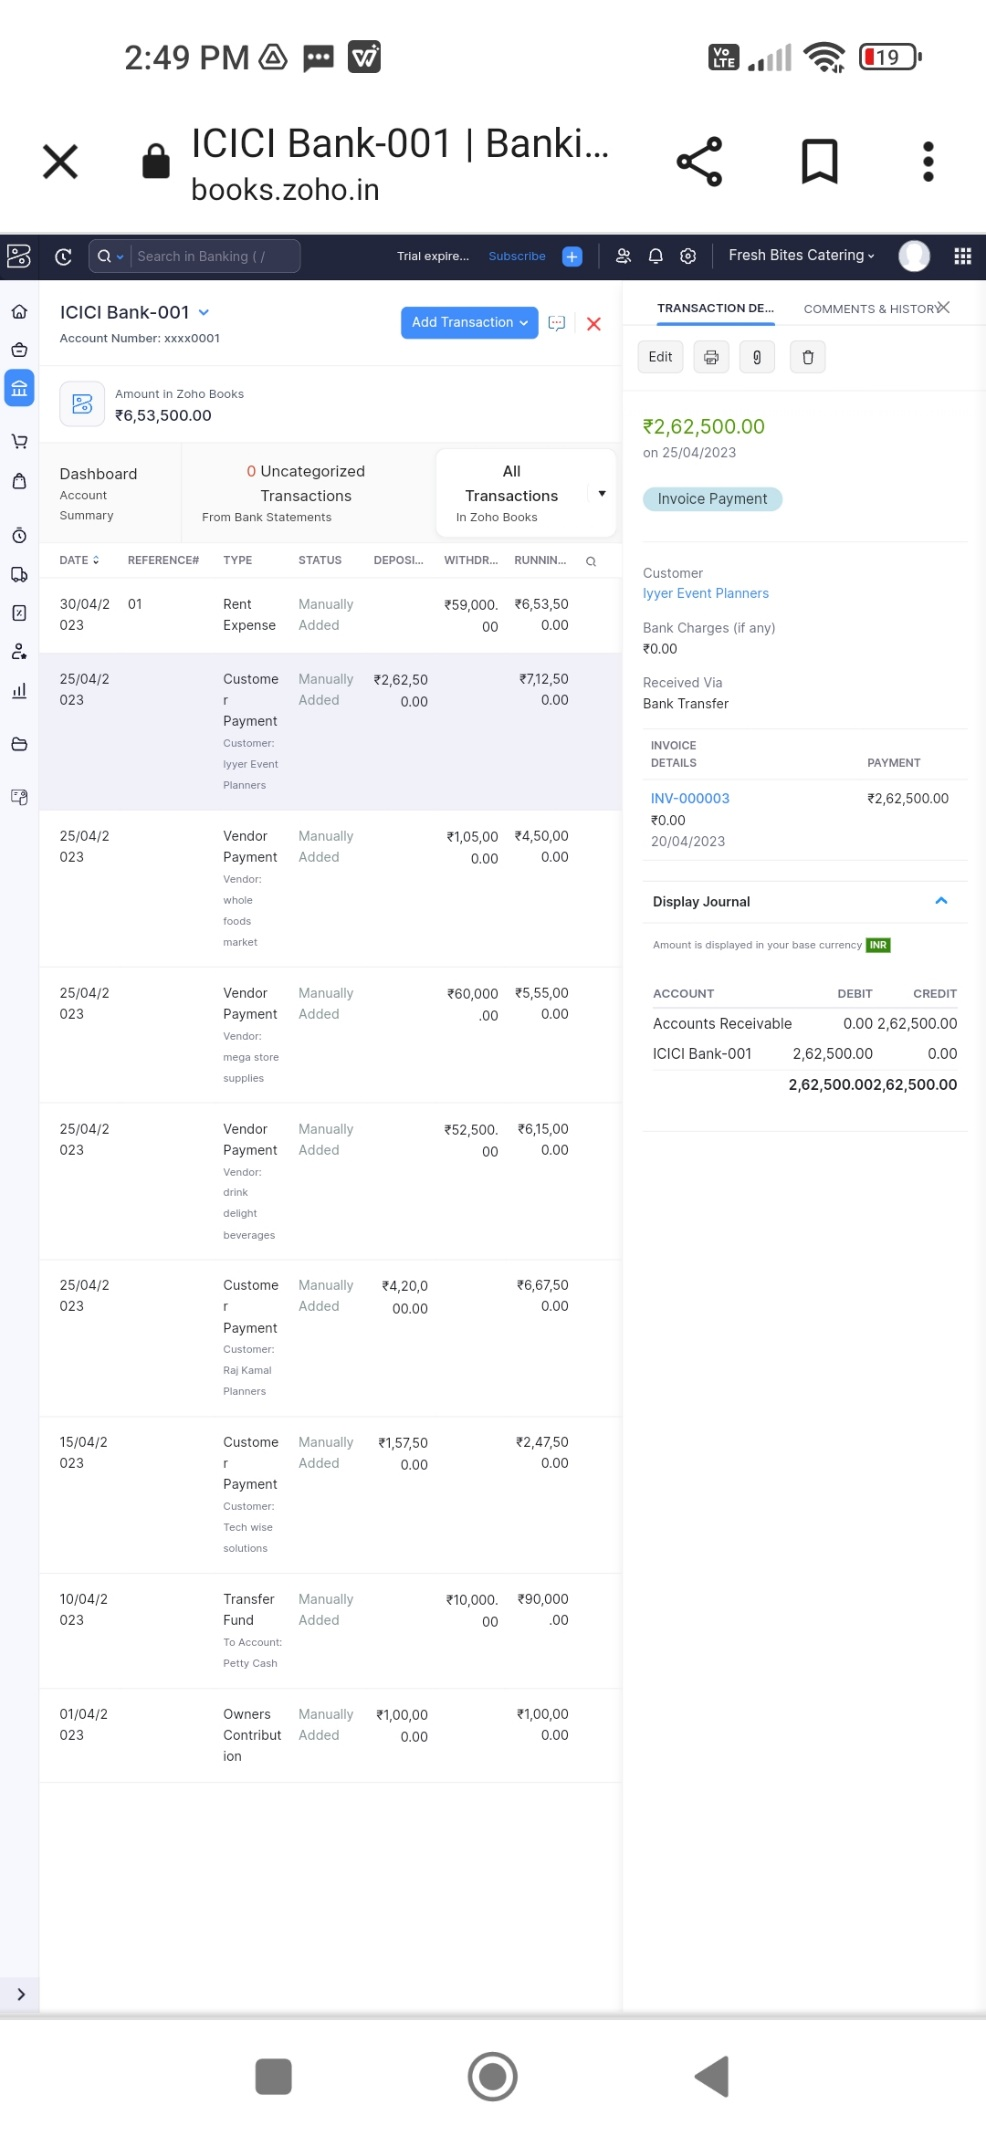 2:49 PM
Vo LTE
19
ICICI Bank-001 | Banki...
books.zoho.in
Search in Banking ( /
Trial expire...
Subscribe
Fresh Bites Catering
ICICI Bank-001
Account Number: xxxx0001
Add Transaction
Amount in Zoho Books
₹6,53,500.00
Dashboard
Account
Summary
0 Uncategorized
Transactions
From Bank Statements
All
Transactions
In Zoho Books
DATE REFERENCE# TYPE STATUS DEPOSI... WITHDR... RUNNIN...
30/04/2 01 Rent Manually ₹59,000. ₹6,53,50
023 Expense Added 00 0.00
25/04/2 Custome Manually ₹2,62,50 ₹7,12,50
023 r Added 0.00 0.00
Payment
Customer:
Iyyer Event
Planners
25/04/2 Vendor Manually ₹1,05,00 ₹4,50,00
023 Payment Added 0.00 0.00
Vendor:
whole
foods
market
25/04/2 Vendor Manually ₹60,000 ₹5,55,00
023 Payment Added .00 0.00
Vendor:
mega store
supplies
25/04/2 Vendor Manually ₹52,500. ₹6,15,00
023 Payment Added 00 0.00
Vendor:
drink
delight
beverages
25/04/2 Custome Manually ₹4,20,0 ₹6,67,50
023 r Added 00.00 0.00
Payment
Customer:
Raj Kamal
Planners
15/04/2 Custome Manually ₹1,57,50 ₹2,47,50
023 r Added 0.00 0.00
Payment
Customer:
Tech wise
solutions
10/04/2 Transfer Manually ₹10,000. ₹90,000
023 Fund Added 00 .00
To Account:
Petty Cash
01/04/2 Owners Manually ₹1,00,00 ₹1,00,00
023 Contribut Added 0.00 0.00
ion
TRANSACTION DE...
COMMENTS & HISTORY
Edit
₹2,62,500.00
on 25/04/2023
Invoice Payment
Customer
Iyyer Event Planners
Bank Charges (if any)
₹0.00
Received Via
Bank Transfer
INVOICE
DETAILS PAYMENT
INV-000003 ₹2,62,500.00
₹0.00
20/04/2023
Display Journal
Amount is displayed in your base currency INR
ACCOUNT DEBIT CREDIT
Accounts Receivable 0.00 2,62,500.00
ICICI Bank-001 2,62,500.00 0.00
2,62,500.002,62,500.00